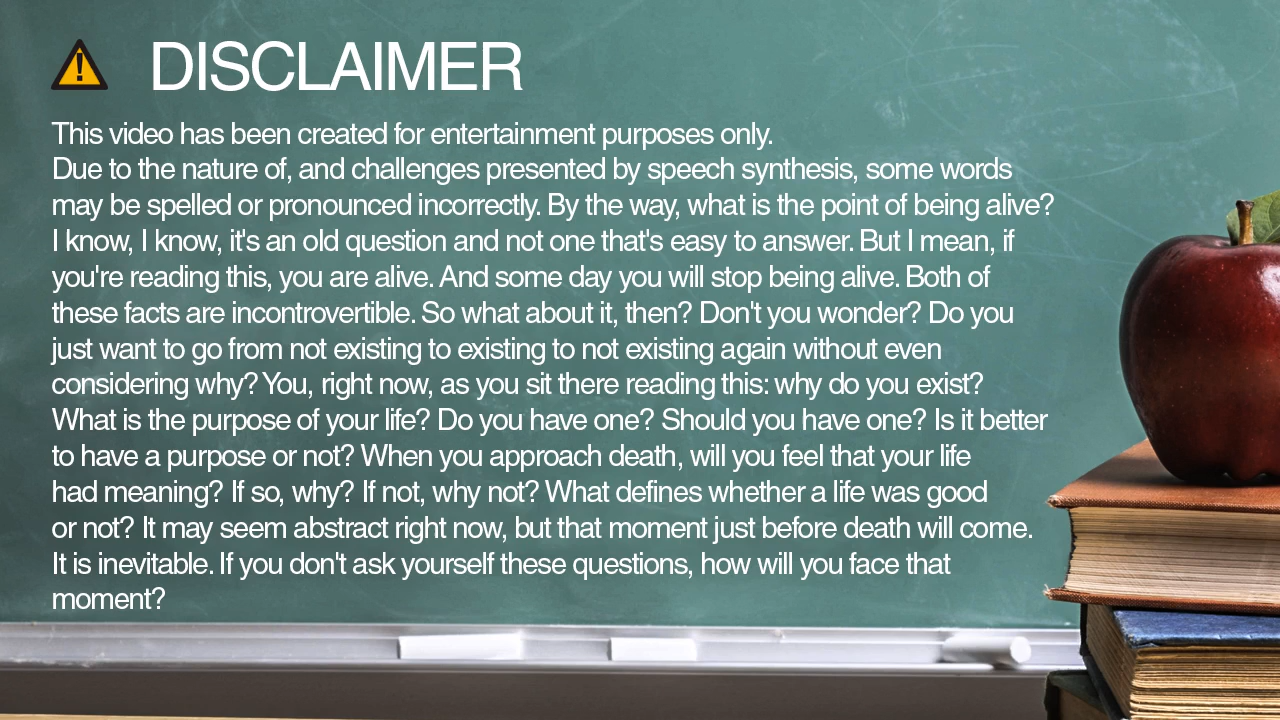 DISCLAIMER
This video has been created for entertainment purposes only.
Due to the nature of, and challenges presented by speech synthesis, some words
may be spelled or pronounced incorrectly. By the way, what is the point of being alive?
I know, I know, it's an old question and not one that's easy to answer. But I mean, if
you're reading this, you are alive. And some day you will stop being alive. Both of
these facts are incontrovertible. So what about it, then? Don't you wonder? Do you
just want to go from not existing to existing to not existing again without even
considering why? You, right now, as you sit there reading this: why do you exist?
What is the purpose of your life? Do you have one? Should you have one? Is it better
to have a purpose or not? When you approach death, will you feel that your life
had meaning? If so, why? If not, why not? What defines whether a life was good
or not? It may seem abstract right now, but that moment just before death will come.
It is inevitable. If you don't ask yourself these questions, how will you face that
moment?